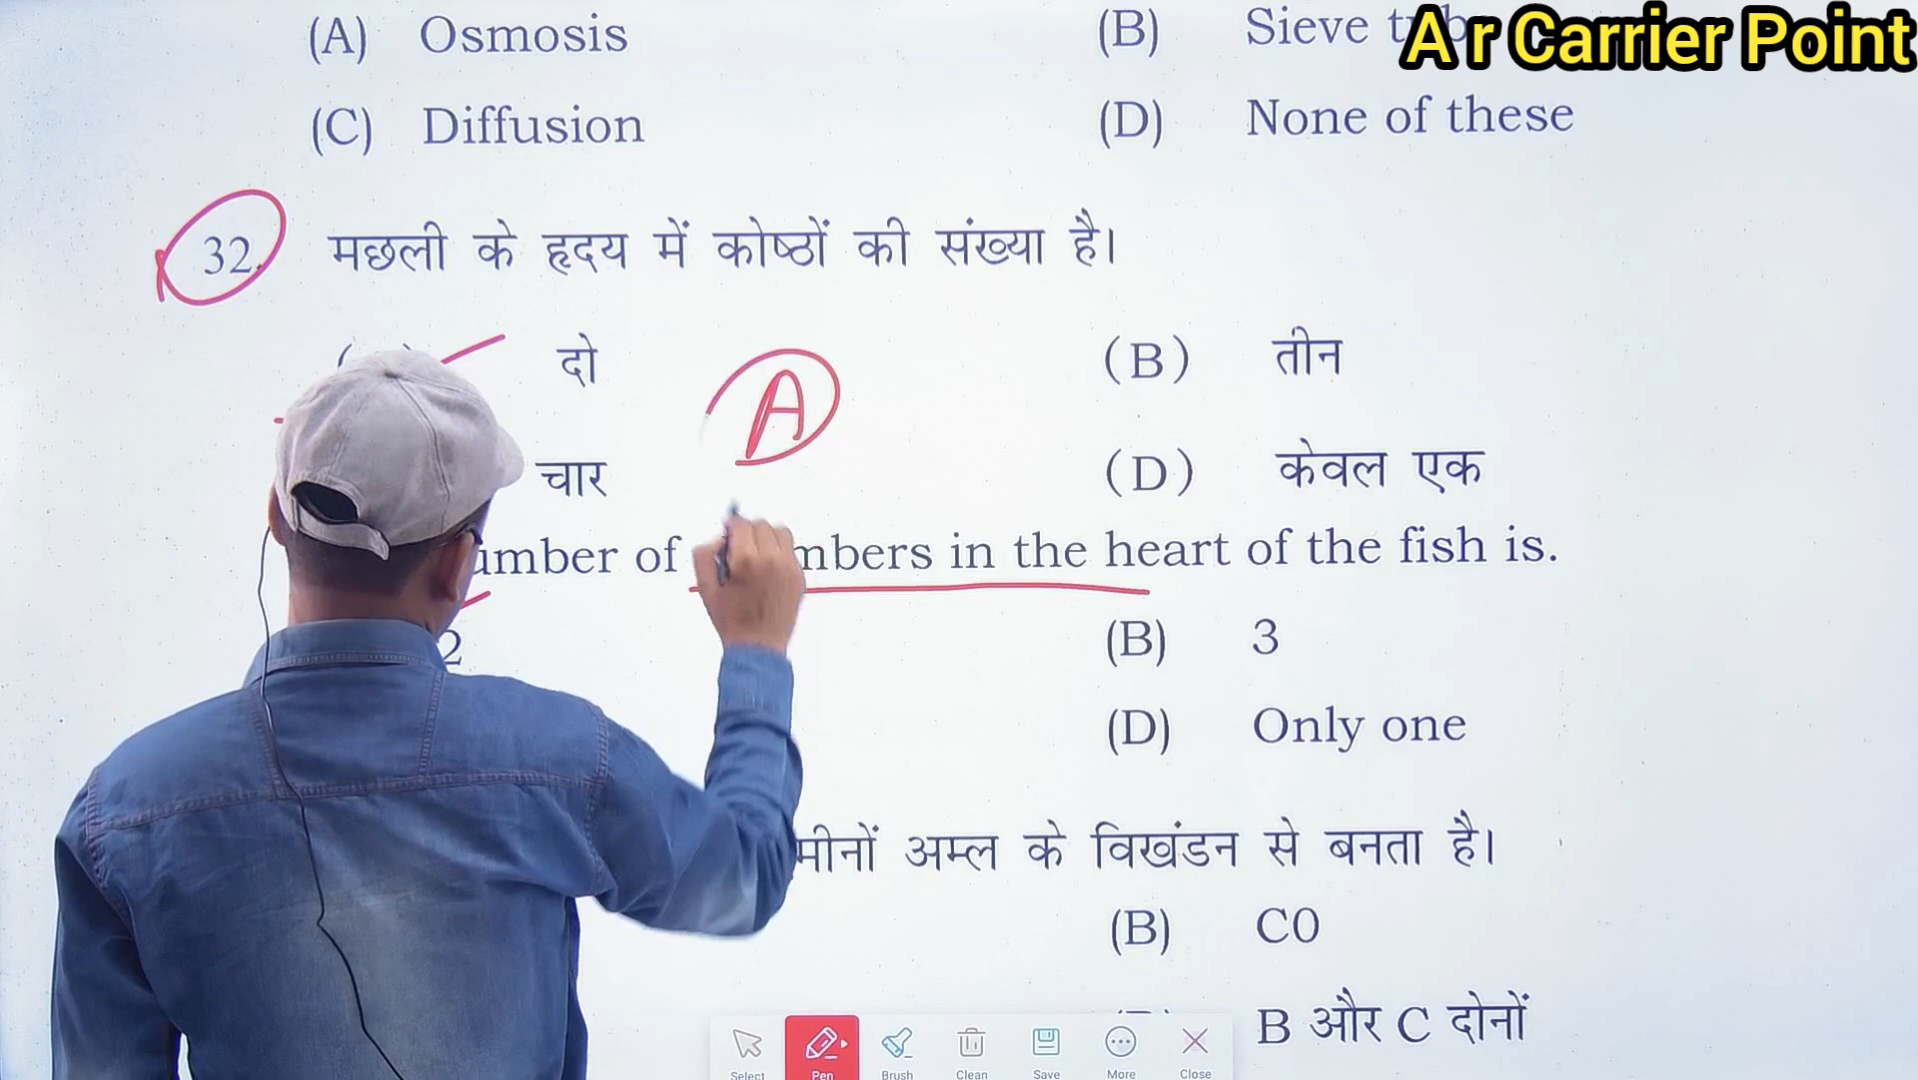 (A) Osmosis (B) Sieve
Ar Carrier Point
(C) Diffusion (D) None of these
32. मछली के हृदय में कोष्ठों की संख्या है।
दो (B) तीन
A
चार (D) केवल एक
umber of mbers in the heart of the fish is.
2 (B) 3
(D) Only one
मीनों अम्ल के विखंडन से बनता है।
(B) C0
B और C दोनों
Select Pen Brush Clean Save More Close